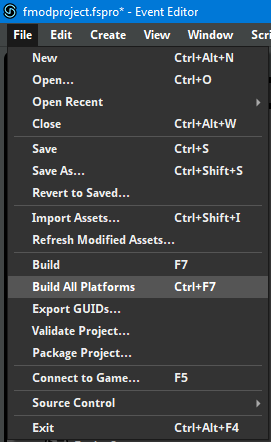 fmodproject.fspro* - Event Editor
File Edit Create View Window
New Ctrl+Alt+N
Open... Ctrl+O
Open Recent
Close Ctrl+Alt+W
Save Ctrl+S
Save As... Ctrl+Shift+S
Revert to Saved...
Import Assets... Ctrl+Shift+I
Refresh Modified Assets...
Build F7
Build All Platforms Ctrl+F7
Export GUIDs...
Validate Project...
Package Project...
Connect to Game... F5
Source Control
Exit Ctrl+Alt+F4